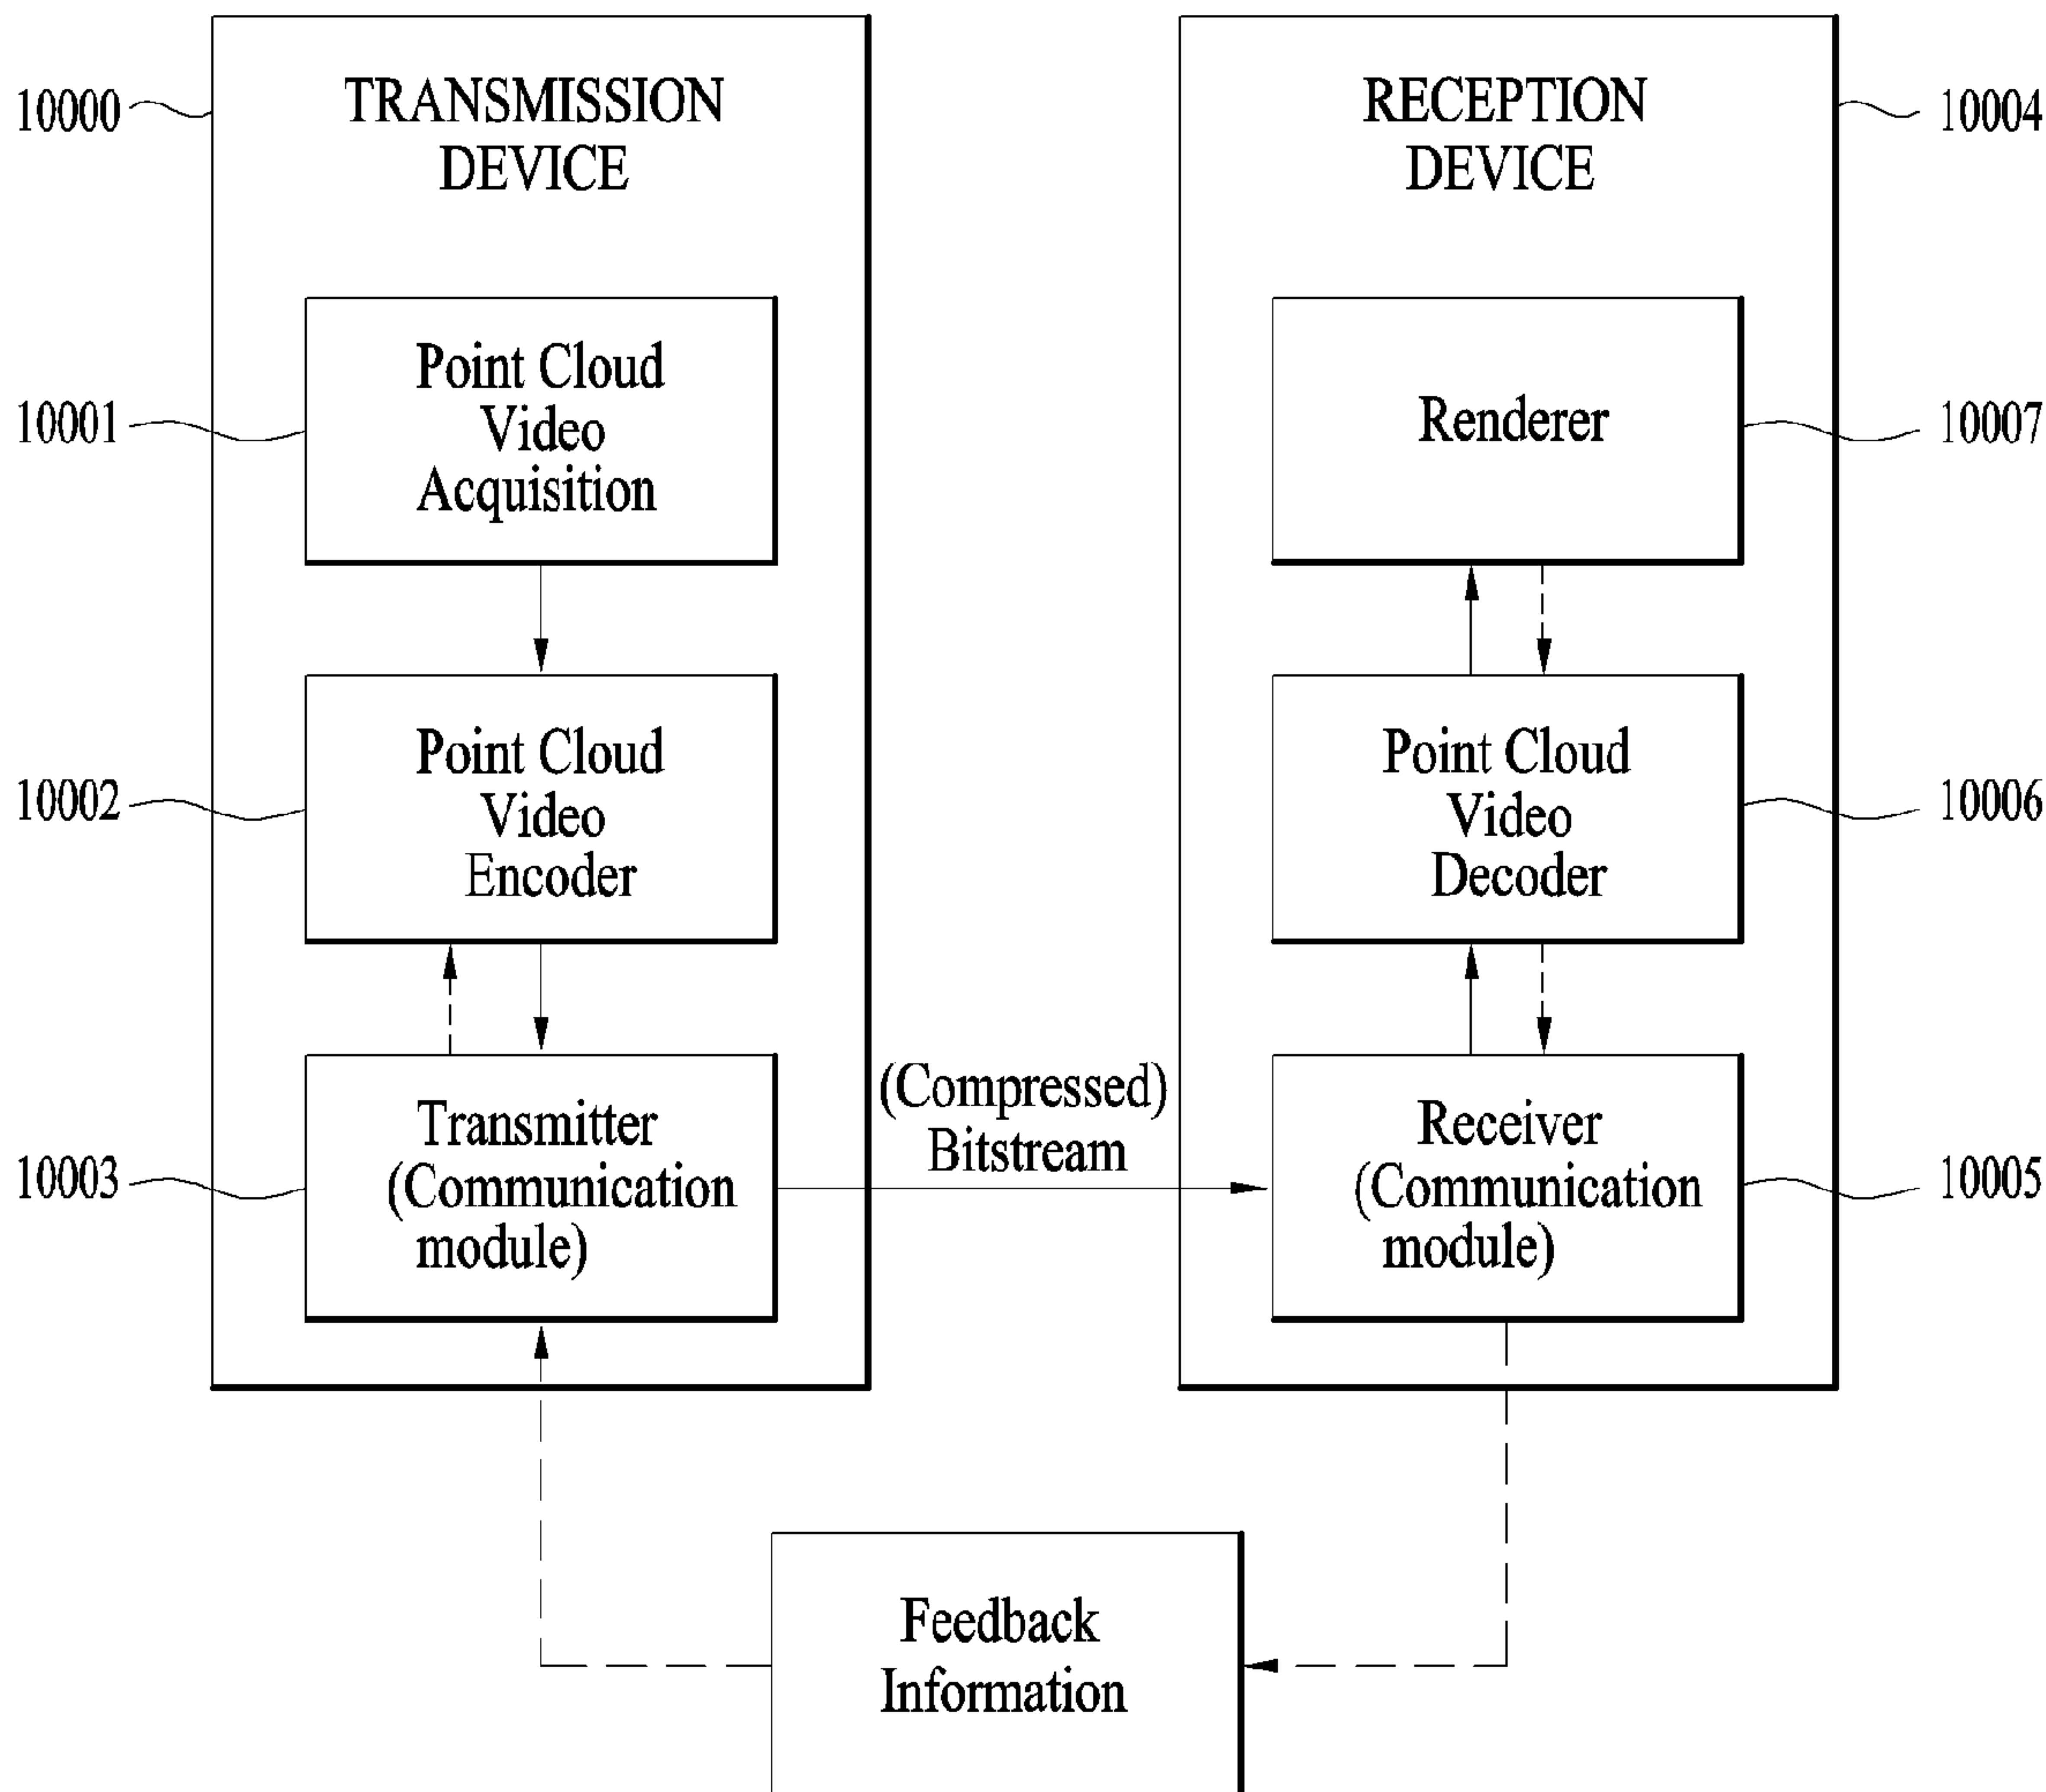 10000
TRANSMISSION
DEVICE
10001
Point Cloud
Video
Acquisition
10002
Point Cloud
Video
Encoder
10003
Transmitter
(Communication
module)
(Compressed)
Bitstream
RECEPTION
DEVICE
10004
Renderer
10007
Point Cloud
Video
Decoder
10006
Receiver
(Communication
module)
10005
Feedback
Information